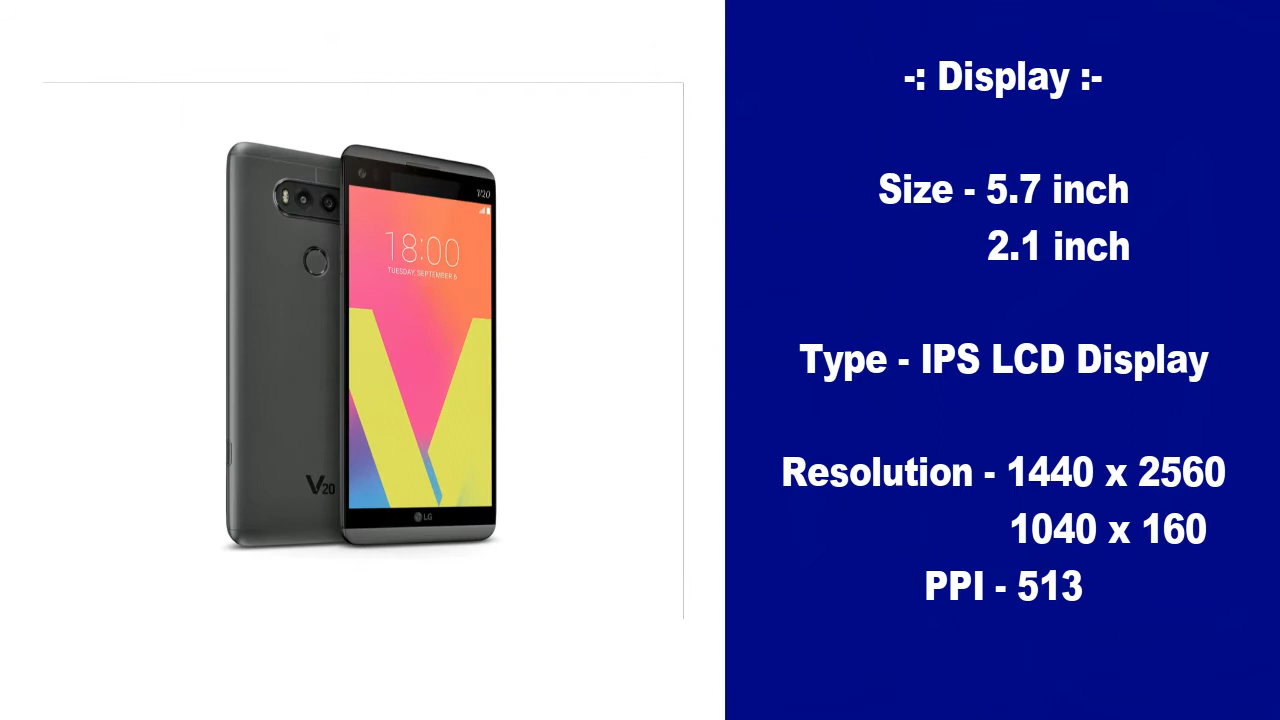 -: Display :-
Size - 5.7 inch
2.1 inch
Type - IPS LCD Display
Resolution - 1440 x 2560
1040 x 160
PPI - 513
V20
18:00
TUESDAY, SEPTEMBER 6
V20
LG